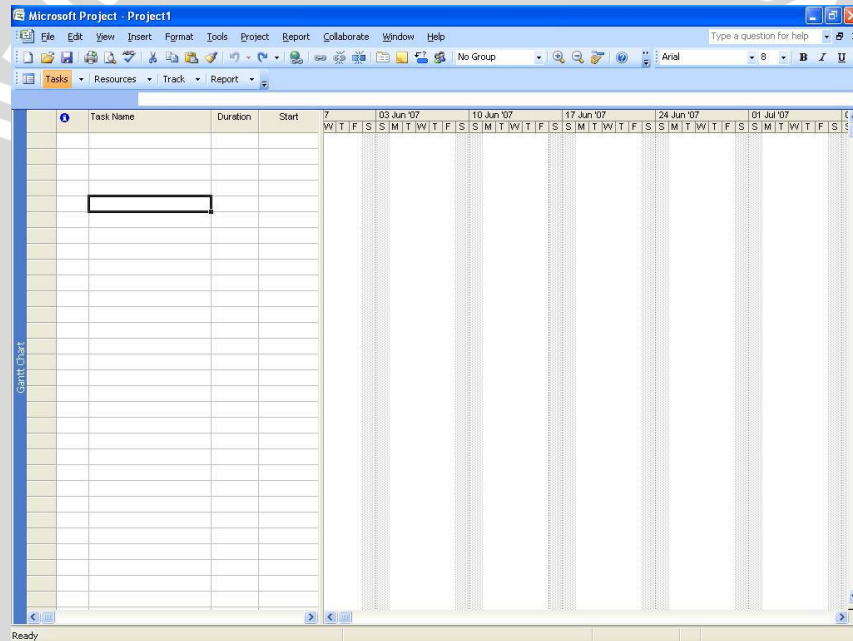 Microsoft Project - Project1
File Edit View Insert Format Tools Project Report Collaborate Window Help Type a question for help
No Group Arial 8 B I U
Tasks Resources Track Report
Task Name Duration Start 7 03 Jun '07 10 Jun '07 17 Jun '07 24 Jun '07 01 Jul '07
W T F S S M T W T F S S M T W T F S S M T W T F S S M T W T F S S M T W T F S S
Gantt Chart
Ready